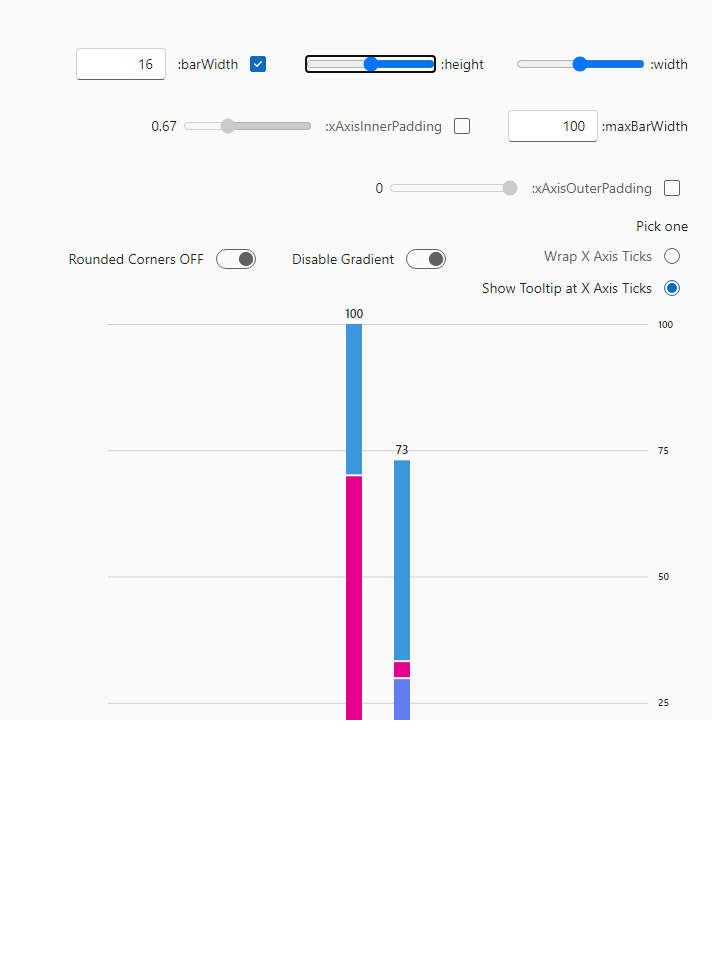 :width :height :barWidth 16
:maxBarWidth 100 :xAxisInnerPadding 0.67
:xAxisOuterPadding 0
Pick one
Wrap X Axis Ticks
Show Tooltip at X Axis Ticks
Disable Gradient Rounded Corners OFF
100
100
73
75
50
25